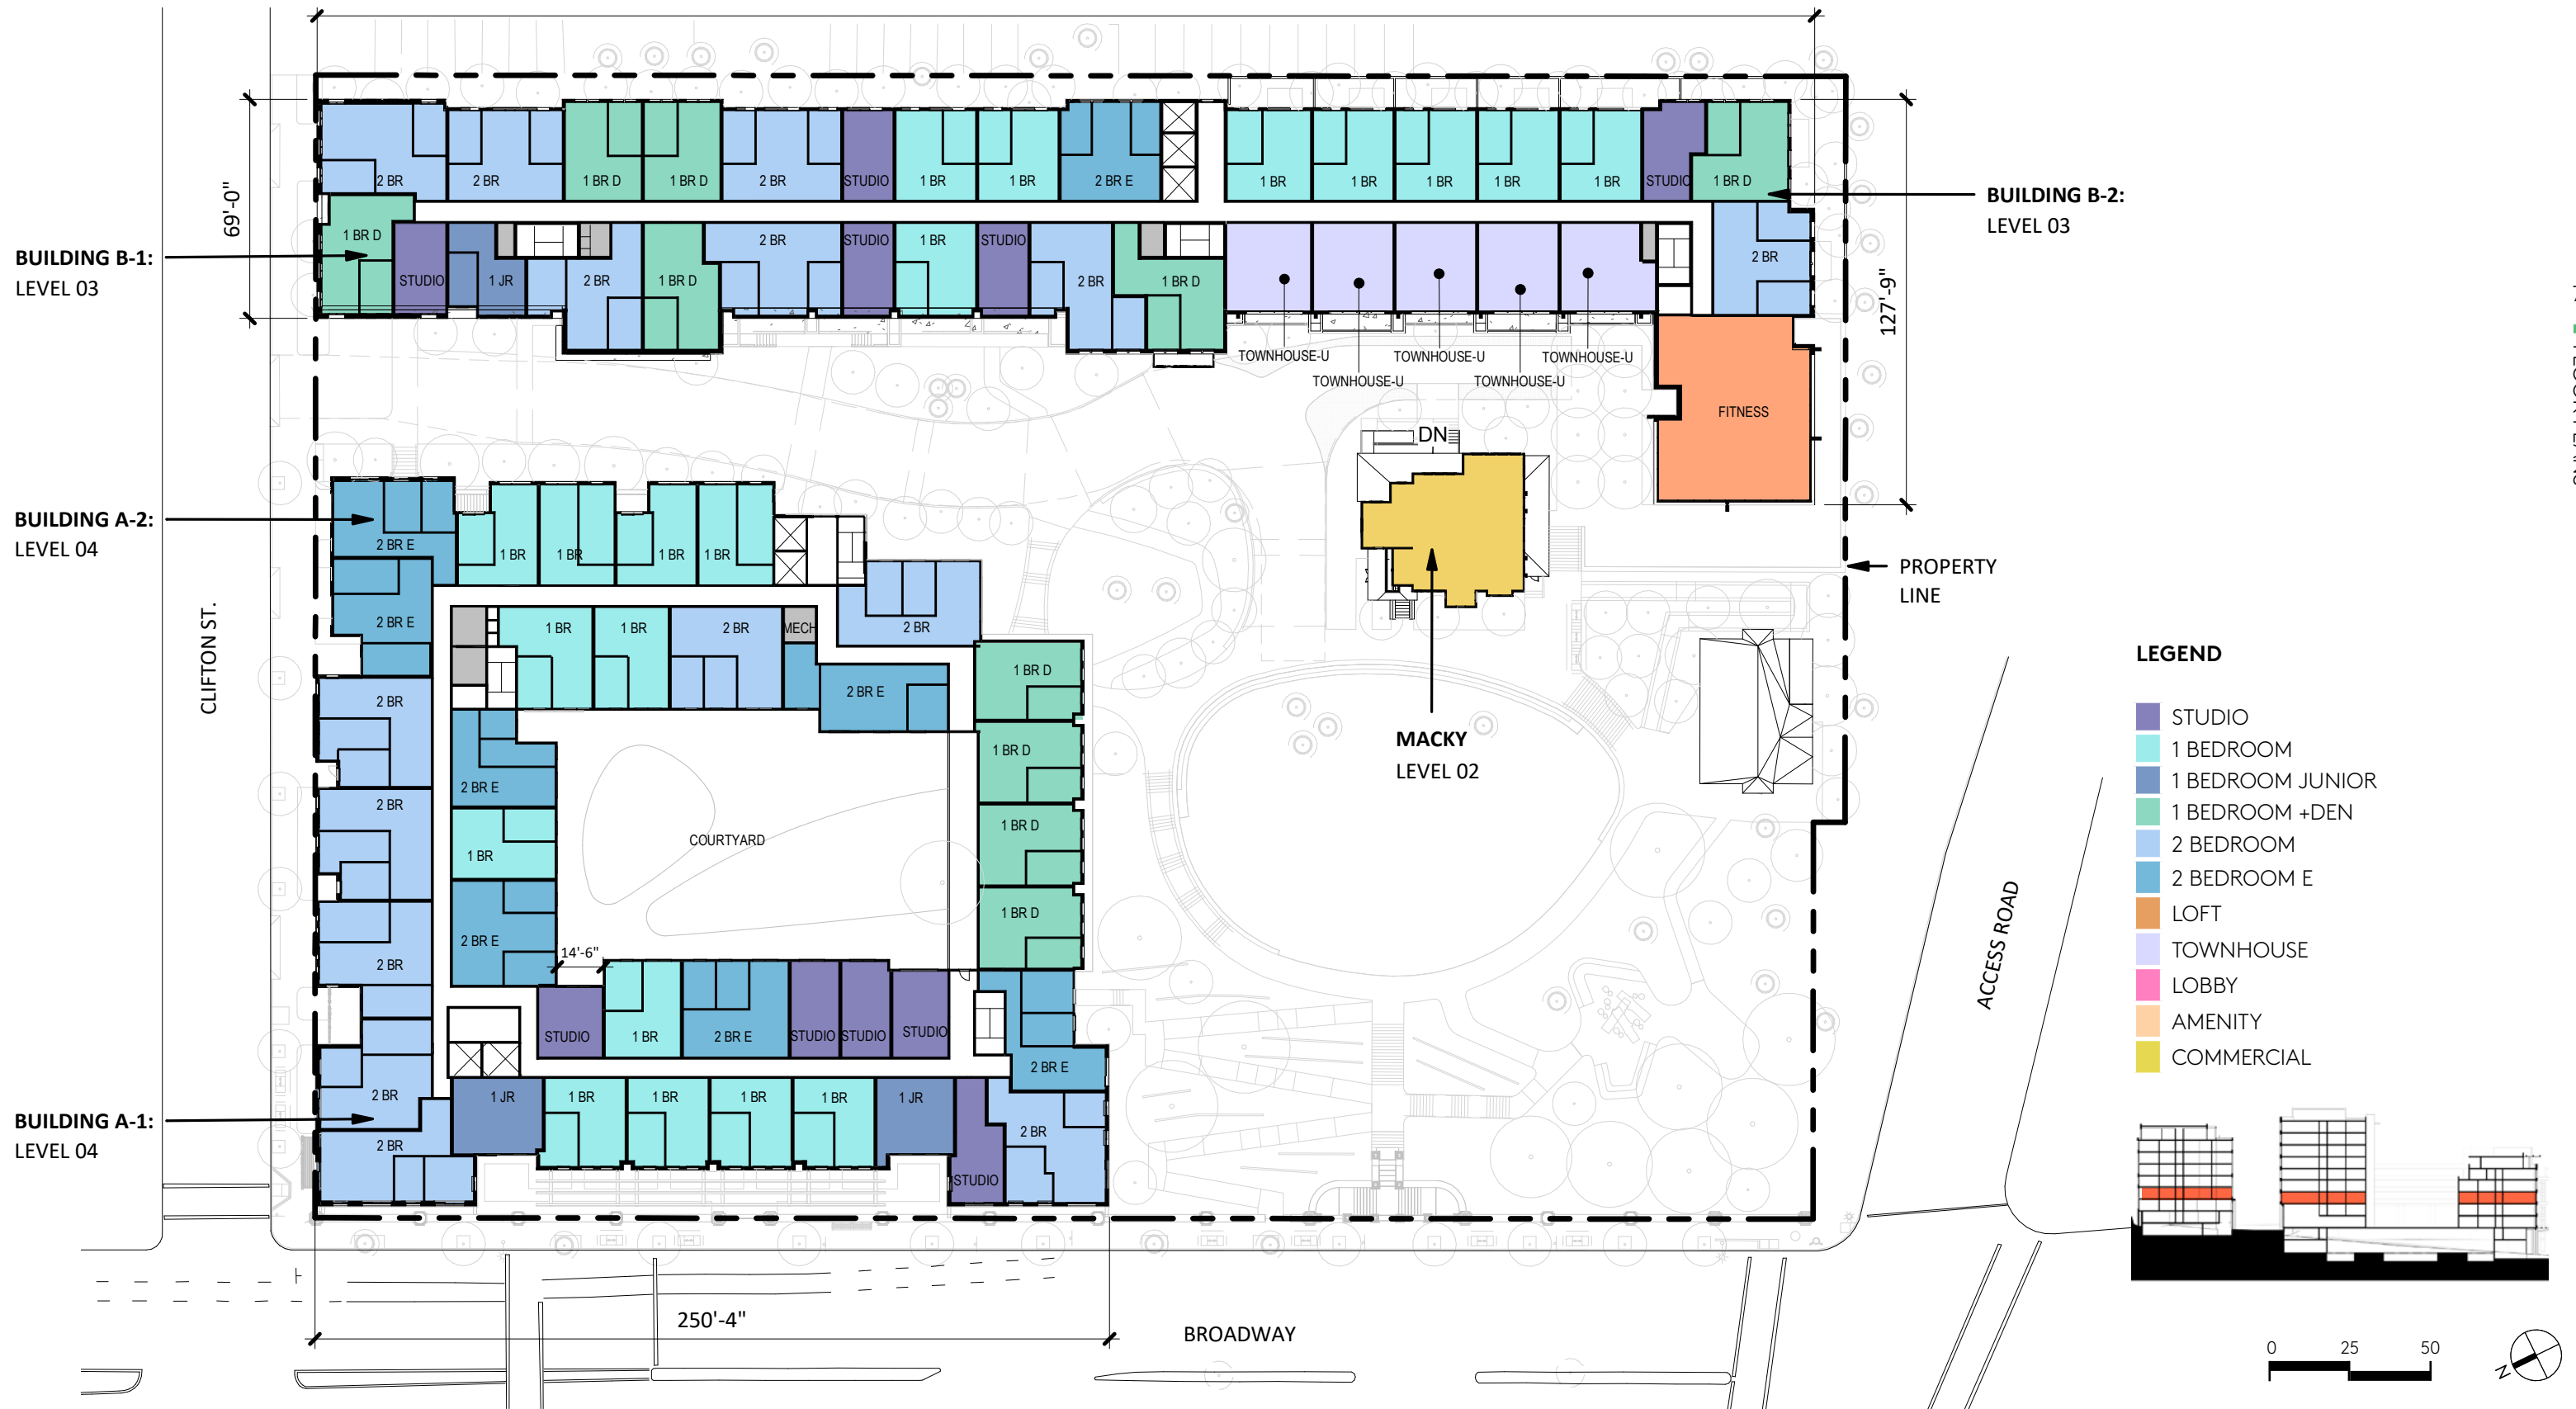 2 BR
2 BR
1 BR D
1 BR D
2 BR
STUDIO
1 BR
1 BR
2 BR E
1 BR
1 BR
1 BR
1 BR
1 BR
STUDIO
1 BR D
69'-0"
BUILDING B-1:
LEVEL 03
1 BR D
STUDIO
1 JR
2 BR
1 BR D
2 BR
STUDIO
1 BR
STUDIO
2 BR
1 BR D
2 BR
BUILDING B-2:
LEVEL 03
127'-9"
TOWNHOUSE-U
TOWNHOUSE-U
TOWNHOUSE-U
TOWNHOUSE-U
TOWNHOUSE-U
FITNESS
DN
BUILDING A-2:
LEVEL 04
2 BR E
1 BR
1 BR
1 BR
1 BR
2 BR E
1 BR
1 BR
2 BR
MECH
2 BR
PROPERTY
LINE
CLIFTON ST.
2 BR
2 BR E
1 BR D
2 BR E
1 BR D
2 BR
1 BR
COURTYARD
1 BR D
2 BR E
1 BR D
2 BR
14'-6"
MACKY
LEVEL 02
STUDIO
1 BR
2 BR E
STUDIO
STUDIO
STUDIO
2 BR E
2 BR
1 JR
1 BR
1 BR
1 BR
1 BR
1 JR
2 BR
2 BR
STUDIO
BUILDING A-1:
LEVEL 04
ACCESS ROAD
LEGEND
STUDIO
1 BEDROOM
1 BEDROOM JUNIOR
1 BEDROOM +DEN
2 BEDROOM
2 BEDROOM E
LOFT
TOWNHOUSE
LOBBY
AMENITY
COMMERCIAL
250'-4"
BROADWAY
0 25 50
N